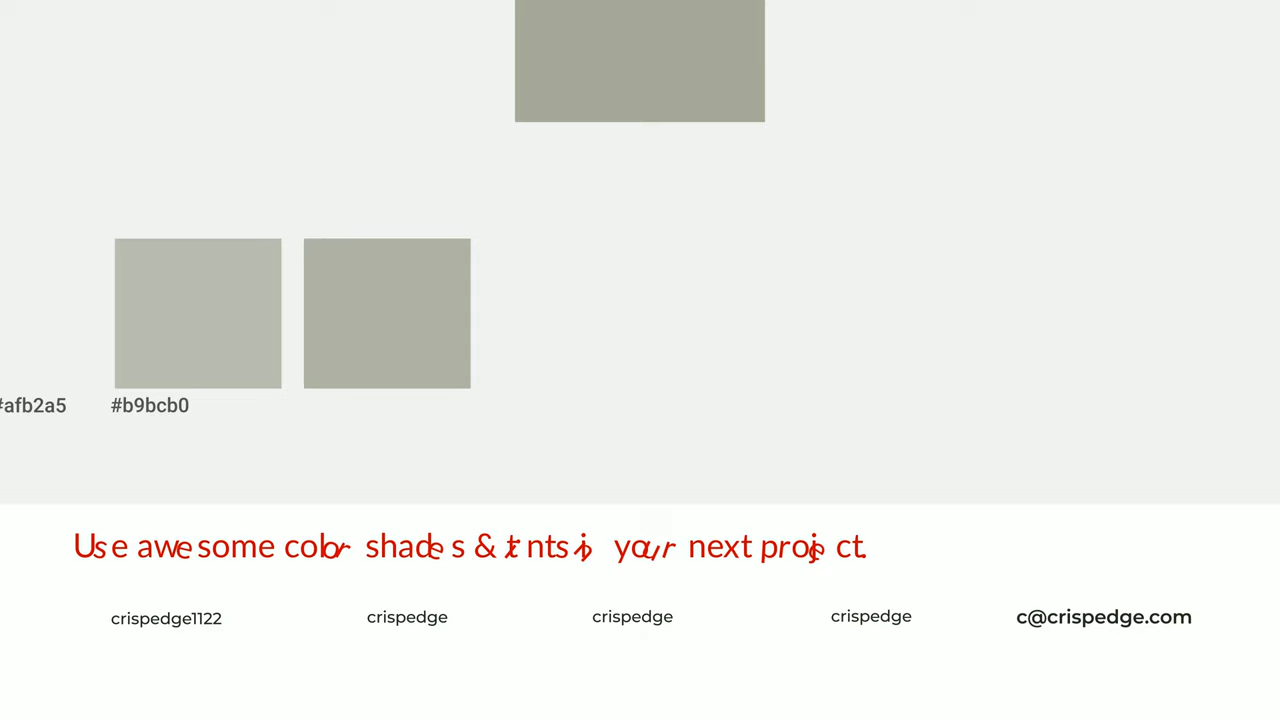 #afb2a5 #b9bcb0
Use awesome color shades & tints in your next project.
crispedge1122 crispedge crispedge crispedge c@crispedge.com